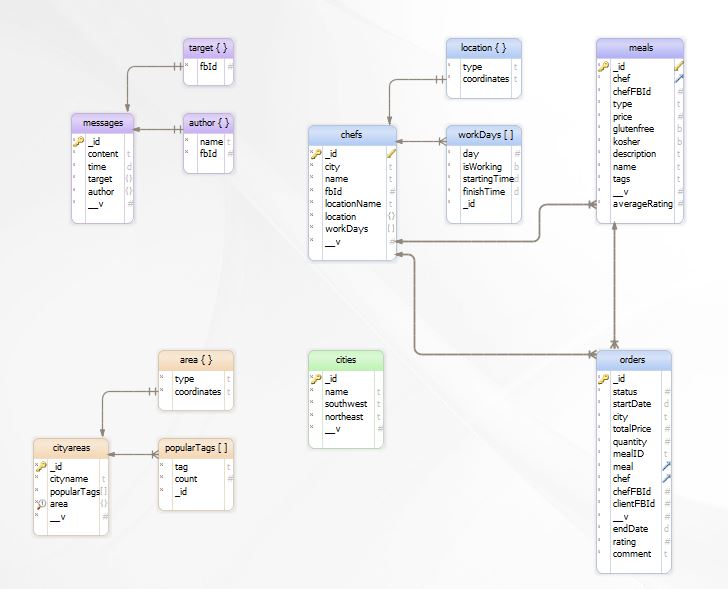 target { }
fbId #
messages
_id
content t
time d
target {}
author {}
__v #
author { }
name t
fbId #
location { }
type t
coordinates t
chefs
_id
city t
name t
fbId #
locationName t
location {}
workDays []
__v #
workDays [ ]
day #
isWorking b
startingTime d
finishTime d
_id
meals
_id
chef
chefFBId #
type t
price #
glutenfree b
kosher b
description t
name t
tags t
__v #
averageRating #
area { }
type t
coordinates t
cityareas
_id
cityname t
popularTags []
area {}
__v #
popularTags [ ]
tag t
count #
_id
cities
_id
name t
southwest t
northeast t
__v #
orders
_id
status #
startDate d
city t
totalPrice #
quantity #
mealID t
meal
chef
chefFBId #
clientFBId #
__v #
endDate d
rating #
comment t